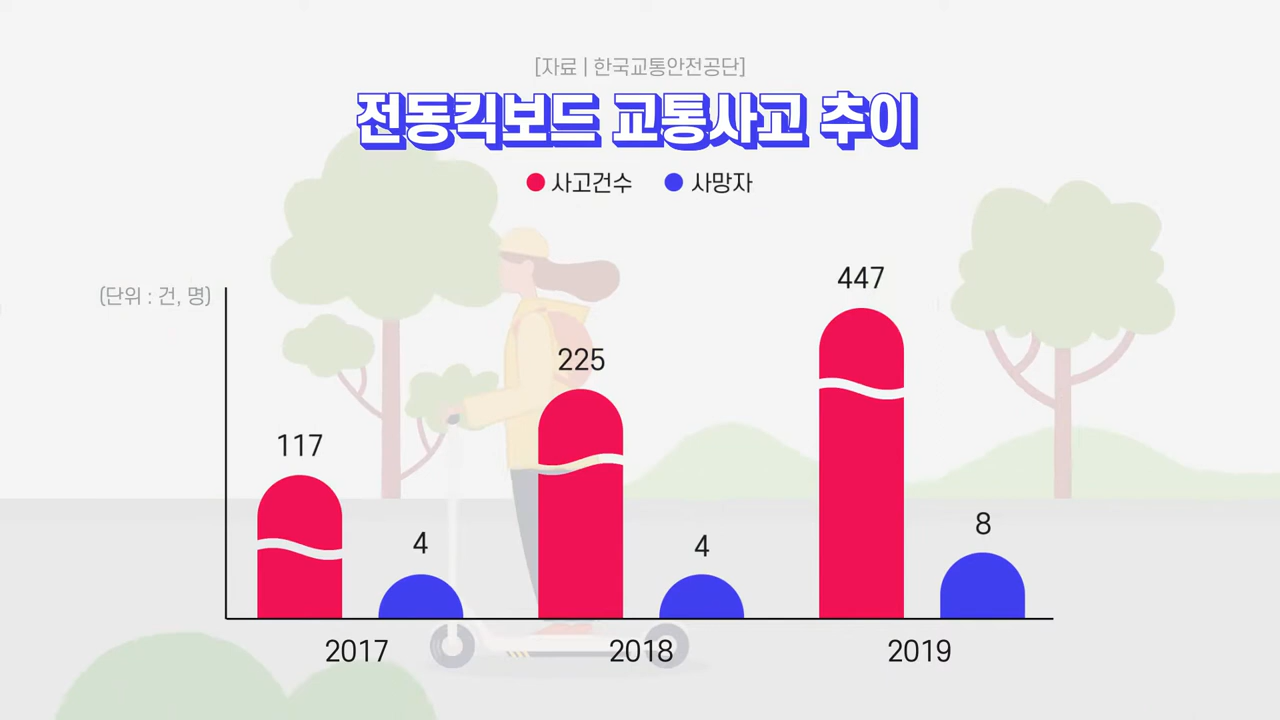 [자료 | 한국교통안전공단]
전동킥보드 교통사고 추이
사고건수 사망자
(단위 : 건, 명)
117 4 225 4 447 8
2017 2018 2019